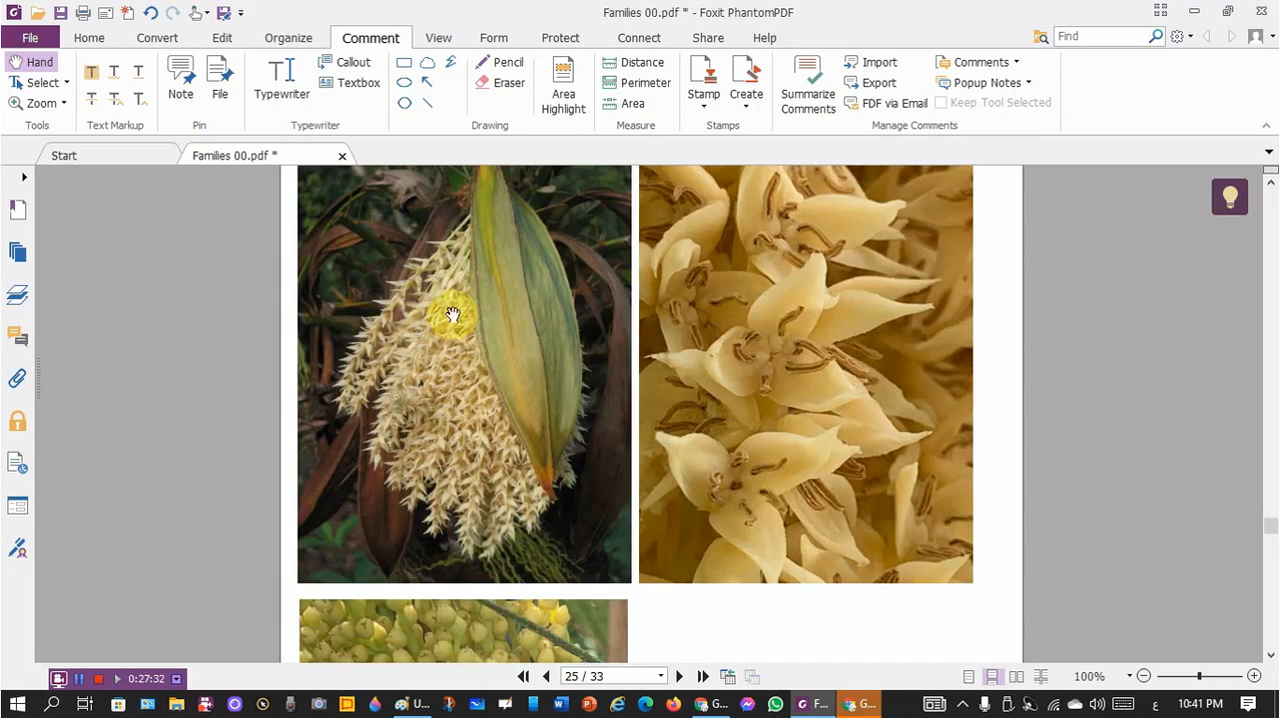 Families 00.pdf * - Foxit PhantomPDF
File Home Convert Edit Organize Comment View Form Protect Connect Share Help Find
Hand
Select
Zoom
Tools
Text Markup
Note
File
Pin
Typewriter
Callout
Textbox
Typewriter
Pencil
Eraser
Area
Highlight
Drawing
Distance
Perimeter
Area
Measure
Stamp
Create
Stamps
Summarize
Comments
Import
Export
FDF via Email
Comments
Popup Notes
Keep Tool Selected
Manage Comments
Start Families 00.pdf *
0:27:32 25 / 33 100%
U... G... F... G... ع 10:41 PM